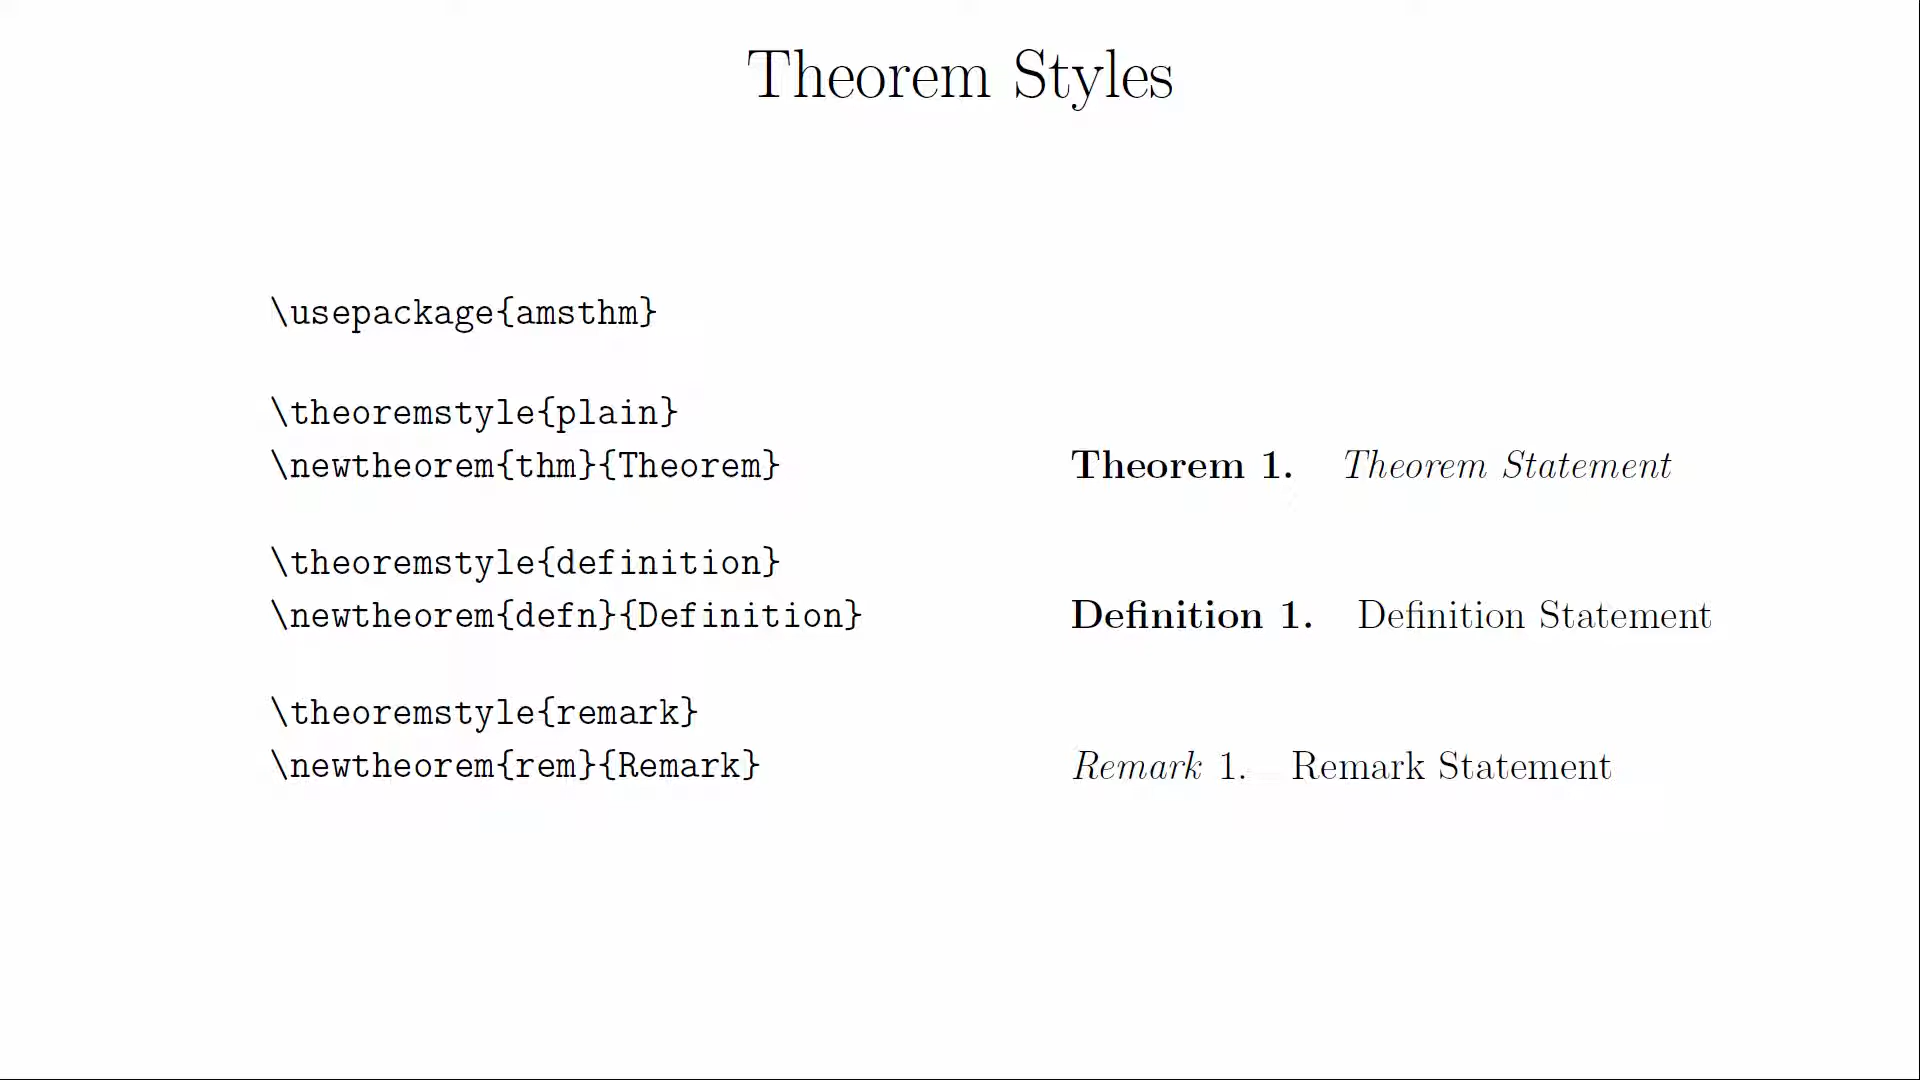 Theorem Styles
\usepackage{amsthm}
\theoremstyle{plain}
\newtheorem{thm}{Theorem}
Theorem 1. Theorem Statement
\theoremstyle{definition}
\newtheorem{defn}{Definition}
Definition 1. Definition Statement
\theoremstyle{remark}
\newtheorem{rem}{Remark}
Remark 1. Remark Statement